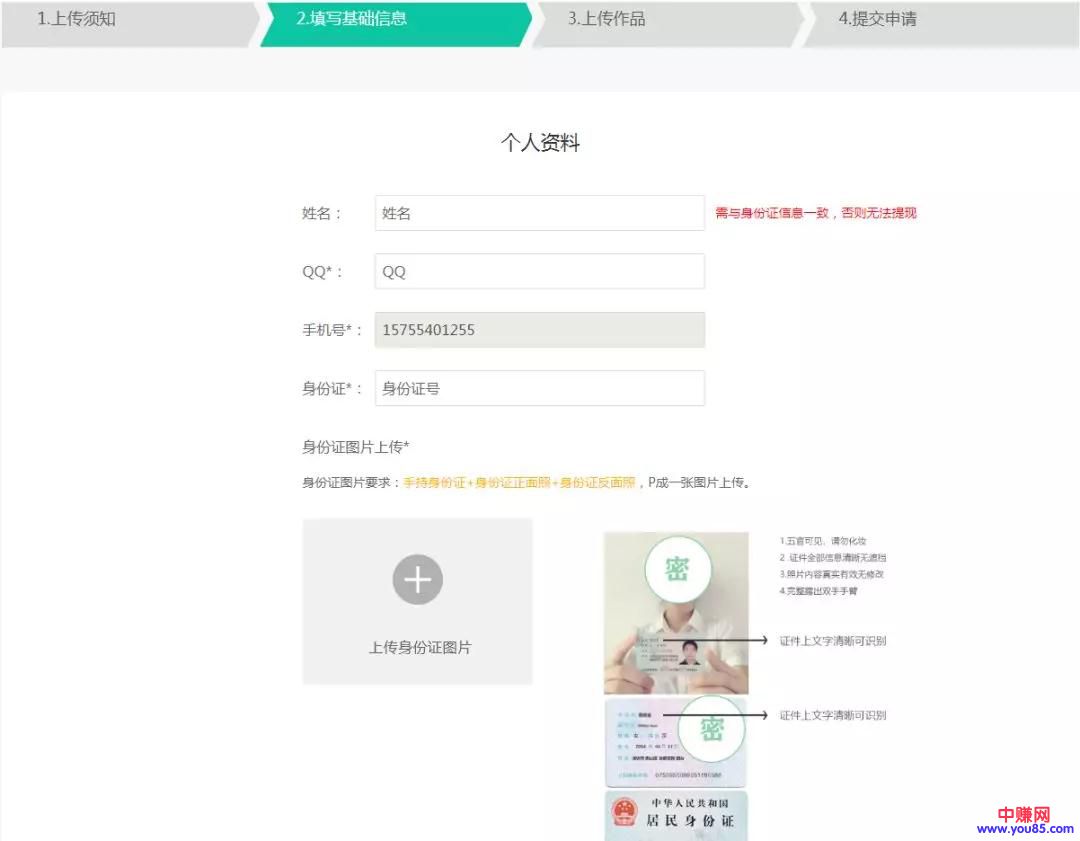 1.上传须知
2.填写基础信息
3.上传作品
4.提交申请
个人资料
姓名：
姓名
需与身份证信息一致，否则无法提现
QQ*：
QQ
手机号*：
15755401255
身份证*：
身份证号
身份证图片上传*
身份证图片要求：手持身份证+身份证正面照+身份证反面照，P成一张图片上传。
上传身份证图片
密
1.五官可见、请勿化妆
2 证件全部信息清晰无遮挡
3.照片内容真实有效无修改
4.完整露出双手手臂
证件上文字清晰可识别
密
证件上文字清晰可识别
中华人民共和国
居民身份证
中赚网
www.you85.com